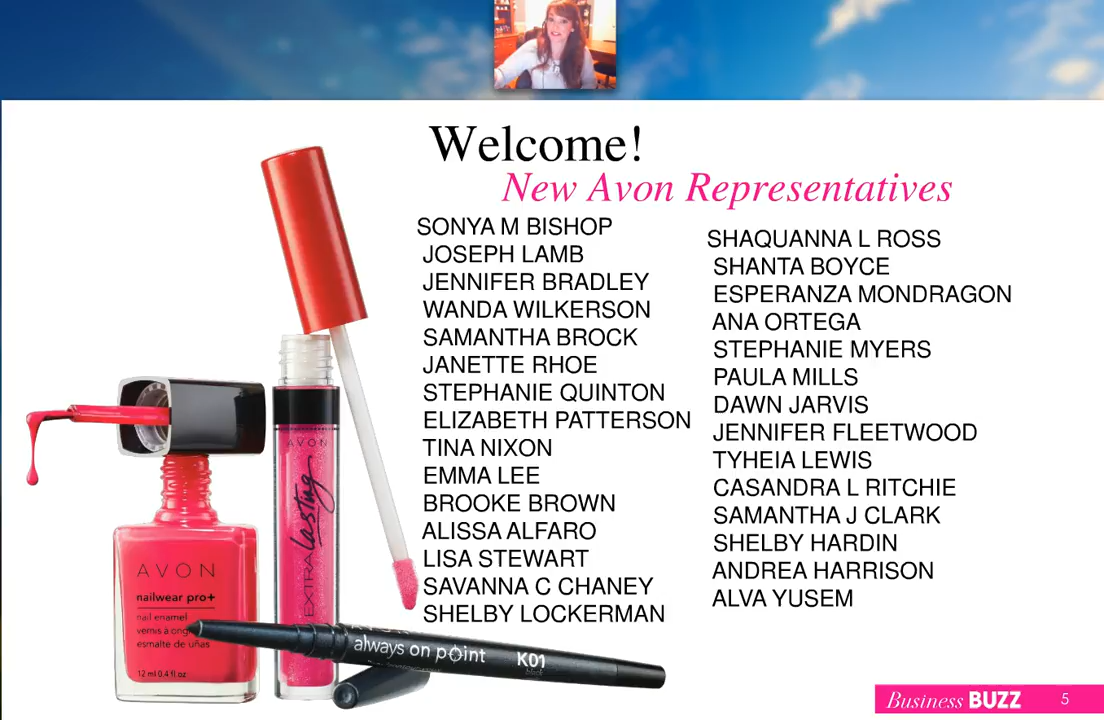 Welcome!
New Avon Representatives
SONYA M BISHOP
JOSEPH LAMB
JENNIFER BRADLEY
WANDA WILKERSON
SAMANTHA BROCK
JANETTE RHOE
STEPHANIE QUINTON
ELIZABETH PATTERSON
TINA NIXON
EMMA LEE
BROOKE BROWN
ALISSA ALFARO
LISA STEWART
SAVANNA C CHANEY
SHELBY LOCKERMAN
SHAQUANNA L ROSS
SHANTA BOYCE
ESPERANZA MONDRAGON
ANA ORTEGA
STEPHANIE MYERS
PAULA MILLS
DAWN JARVIS
JENNIFER FLEETWOOD
TYHEIA LEWIS
CASANDRA L RITCHIE
SAMANTHA J CLARK
SHELBY HARDIN
ANDREA HARRISON
ALVA YUSEM
AVON
nailwear pro+
nail enamel
vernis à
esmalte de uñas
12 ml 0.4 fl oz
AVON
EXTRA lasting
always on point K01
Business BUZZ 5